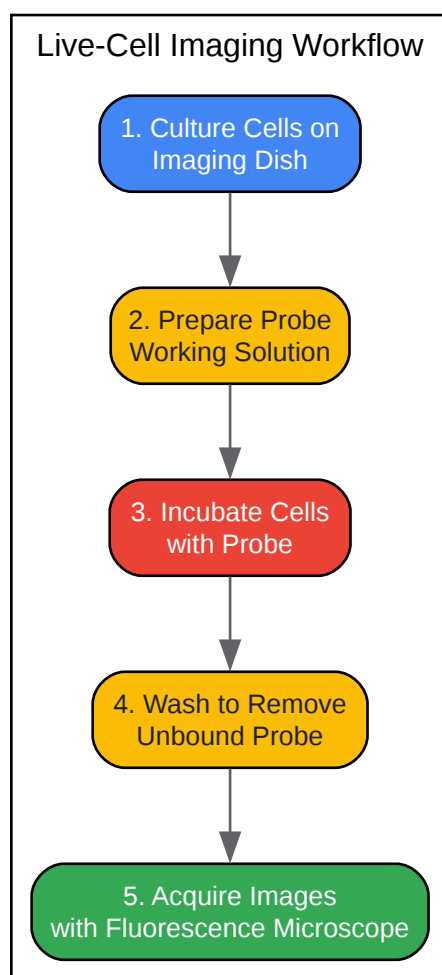 Live-Cell Imaging Workflow
1. Culture Cells on
Imaging Dish
2. Prepare Probe
Working Solution
3. Incubate Cells
with Probe
4. Wash to Remove
Unbound Probe
5. Acquire Images
with Fluorescence Microscope